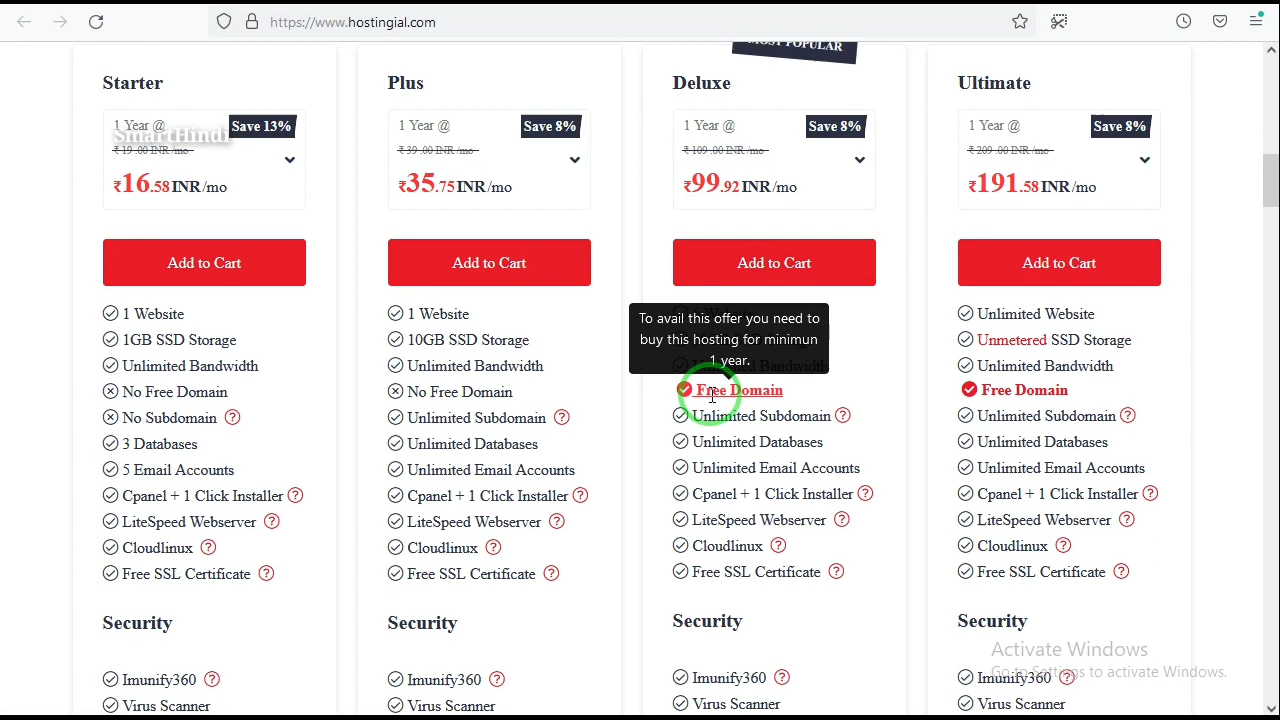 https://www.hostingial.com
MOST POPULAR
Starter
1 Year @
Save 13%
SmartHindi
₹ 19 .00 INR /mo
₹16.58 INR /mo
Add to Cart
1 Website
1GB SSD Storage
Unlimited Bandwidth
No Free Domain
No Subdomain ?
3 Databases
5 Email Accounts
Cpanel + 1 Click Installer ?
LiteSpeed Webserver ?
Cloudlinux ?
Free SSL Certificate ?
Security
Imunify360 ?
Virus Scanner
Plus
1 Year @
Save 8%
₹ 39 .00 INR /mo
₹35.75 INR /mo
Add to Cart
1 Website
10GB SSD Storage
Unlimited Bandwidth
No Free Domain
Unlimited Subdomain ?
Unlimited Databases
Unlimited Email Accounts
Cpanel + 1 Click Installer ?
LiteSpeed Webserver ?
Cloudlinux ?
Free SSL Certificate ?
Security
Imunify360 ?
Virus Scanner
Deluxe
1 Year @
Save 8%
₹ 109 .00 INR /mo
₹99.92 INR /mo
Add to Cart
To avail this offer you need to
buy this hosting for minimun
1 year.
Free Domain
Unlimited Subdomain ?
Unlimited Databases
Unlimited Email Accounts
Cpanel + 1 Click Installer ?
LiteSpeed Webserver ?
Cloudlinux ?
Free SSL Certificate ?
Security
Imunify360 ?
Virus Scanner
Ultimate
1 Year @
Save 8%
₹ 209 .00 INR /mo
₹191.58 INR /mo
Add to Cart
Unlimited Website
Unmetered SSD Storage
Unlimited Bandwidth
Free Domain
Unlimited Subdomain ?
Unlimited Databases
Unlimited Email Accounts
Cpanel + 1 Click Installer ?
LiteSpeed Webserver ?
Cloudlinux ?
Free SSL Certificate ?
Security
Imunify360 ?
Virus Scanner
Activate Windows
Go to Settings to activate Windows.